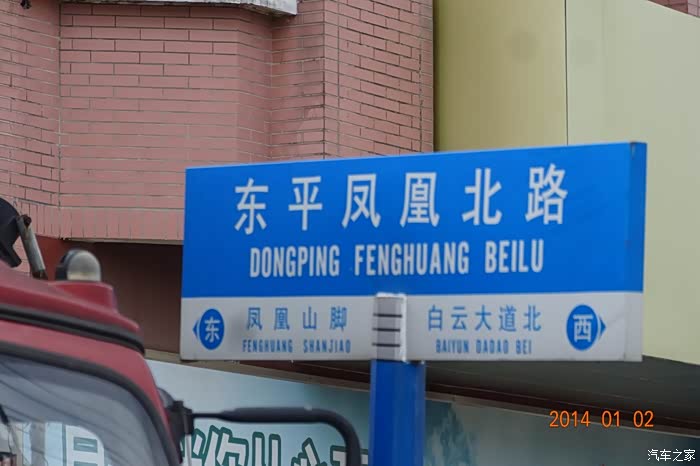 东平凤凰北路
DONGPING FENGHUANG BEILU
东 凤凰山脚 白云大道北 西
FENGHUANG SHANJIAO BAIYUN DADAO BEI
2014 01 02
汽车之家